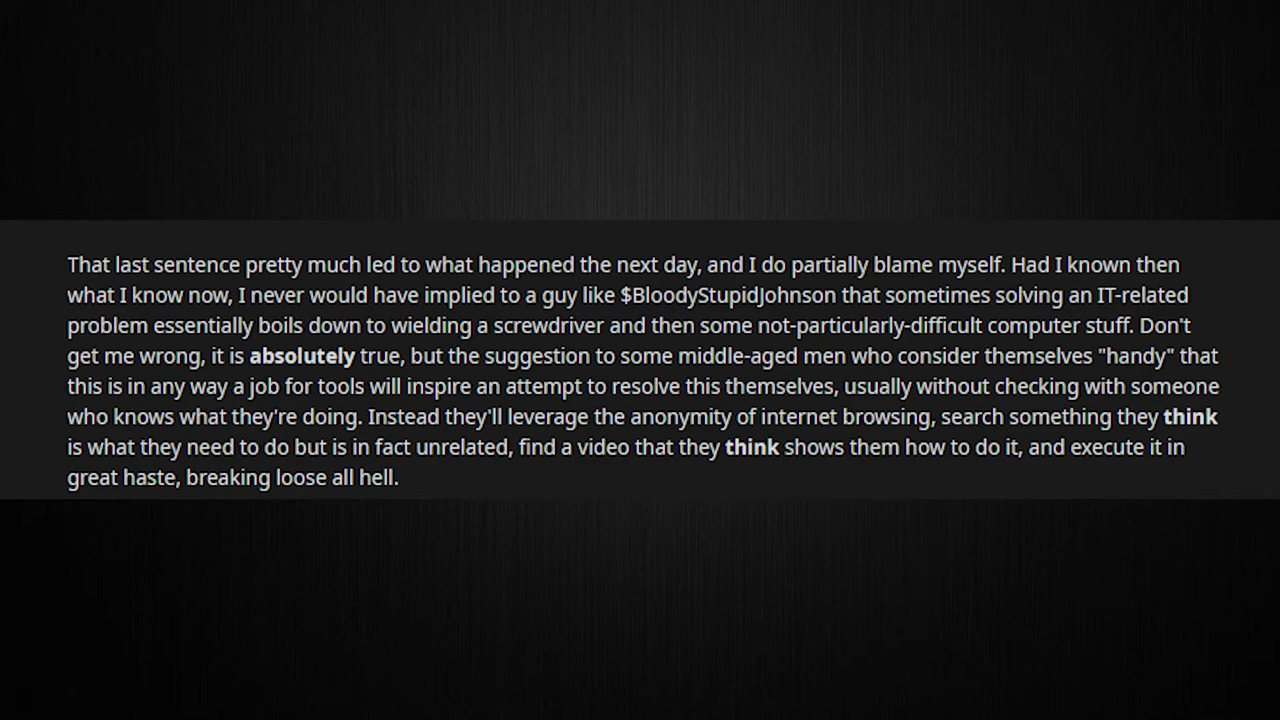 That last sentence pretty much led to what happened the next day, and I do partially blame myself. Had I known then
what I know now, I never would have implied to a guy like $BloodyStupidJohnson that sometimes solving an IT-related
problem essentially boils down to wielding a screwdriver and then some not-particularly-difficult computer stuff. Don't
get me wrong, it is absolutely true, but the suggestion to some middle-aged men who consider themselves "handy" that
this is in any way a job for tools will inspire an attempt to resolve this themselves, usually without checking with someone
who knows what they're doing. Instead they'll leverage the anonymity of internet browsing, search something they think
is what they need to do but is in fact unrelated, find a video that they think shows them how to do it, and execute it in
great haste, breaking loose all hell.